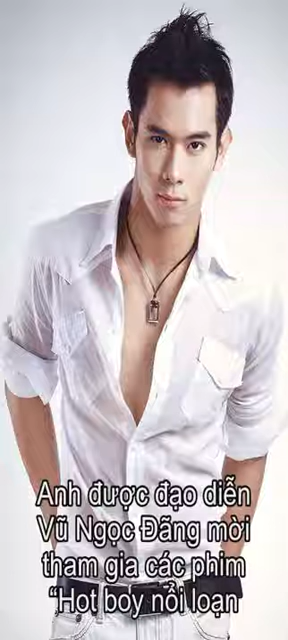 Anh được đạo diễn
Vũ Ngọc Đãng mời
tham gia các phim
“Hot boy nổi loạn